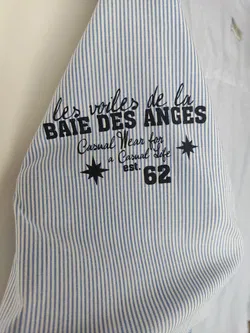 les voiles de la
BAIE DES ANGES
Casual Wear for
a Casual Life
est. 62